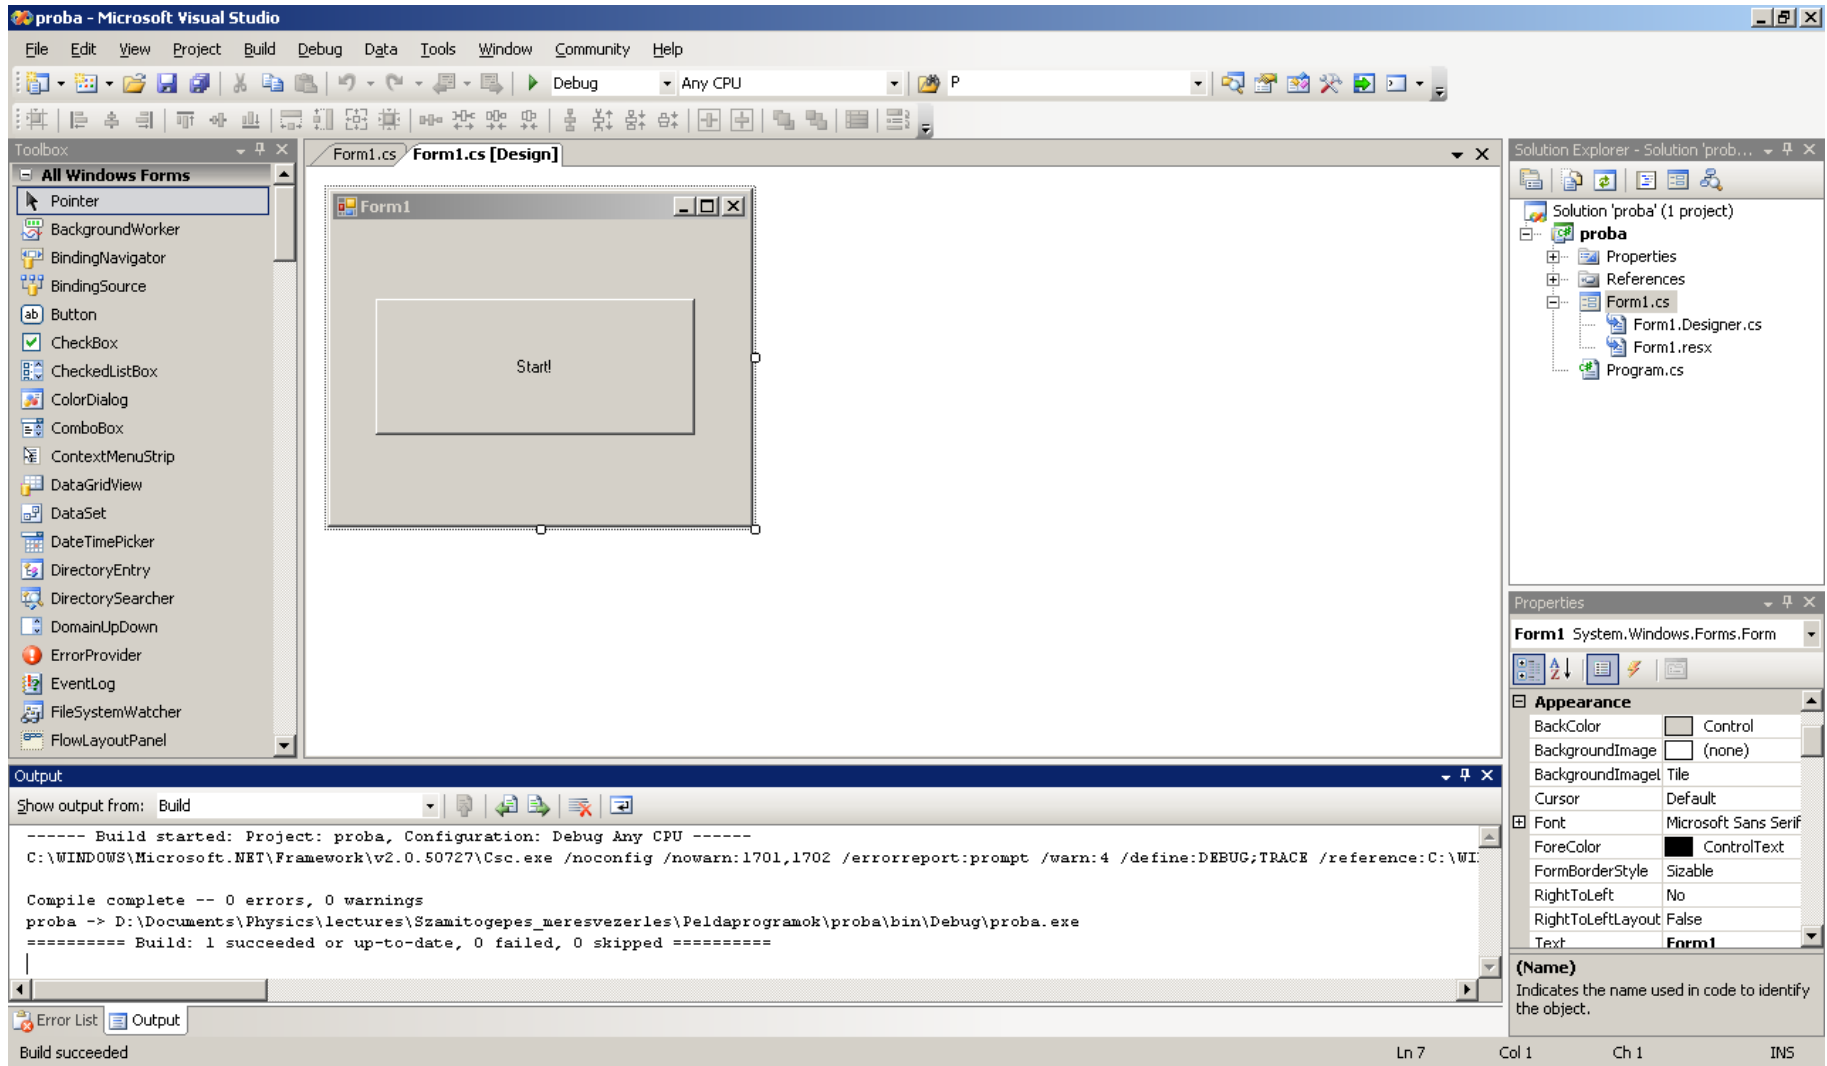 proba - Microsoft Visual Studio
File Edit View Project Build Debug Data Tools Window Community Help
Debug Any CPU P
Toolbox
All Windows Forms
Pointer
BackgroundWorker
BindingNavigator
BindingSource
Button
CheckBox
CheckedListBox
ColorDialog
ComboBox
ContextMenuStrip
DataGridView
DataSet
DateTimePicker
DirectoryEntry
DirectorySearcher
DomainUpDown
ErrorProvider
EventLog
FileSystemWatcher
FlowLayoutPanel
Form1.cs Form1.cs [Design]
Form1
Start!
Solution Explorer - Solution 'prob...
Solution 'proba' (1 project)
proba
Properties
References
Form1.cs
Form1.Designer.cs
Form1.resx
Program.cs
Properties
Form1 System.Windows.Forms.Form
Appearance
BackColor Control
BackgroundImage (none)
BackgroundImageL Tile
Cursor Default
Font Microsoft Sans Serif
ForeColor ControlText
FormBorderStyle Sizable
RightToLeft No
RightToLeftLayout False
Text Form1
(Name)
Indicates the name used in code to identify
the object.
Output
Show output from: Build
------ Build started: Project: proba, Configuration: Debug Any CPU ------
C:\WINDOWS\Microsoft.NET\Framework\v2.0.50727\Csc.exe /noconfig /nowarn:1701,1702 /errorreport:prompt /warn:4 /define:DEBUG;TRACE /reference:C:\WI
Compile complete -- 0 errors, 0 warnings
proba -> D:\Documents\Physics\lectures\Szamitogepes_meresvezerles\Peldaprogramok\proba\bin\Debug\proba.exe
========== Build: 1 succeeded or up-to-date, 0 failed, 0 skipped ==========
Error List Output
Build succeeded Ln 7 Col 1 Ch 1 INS